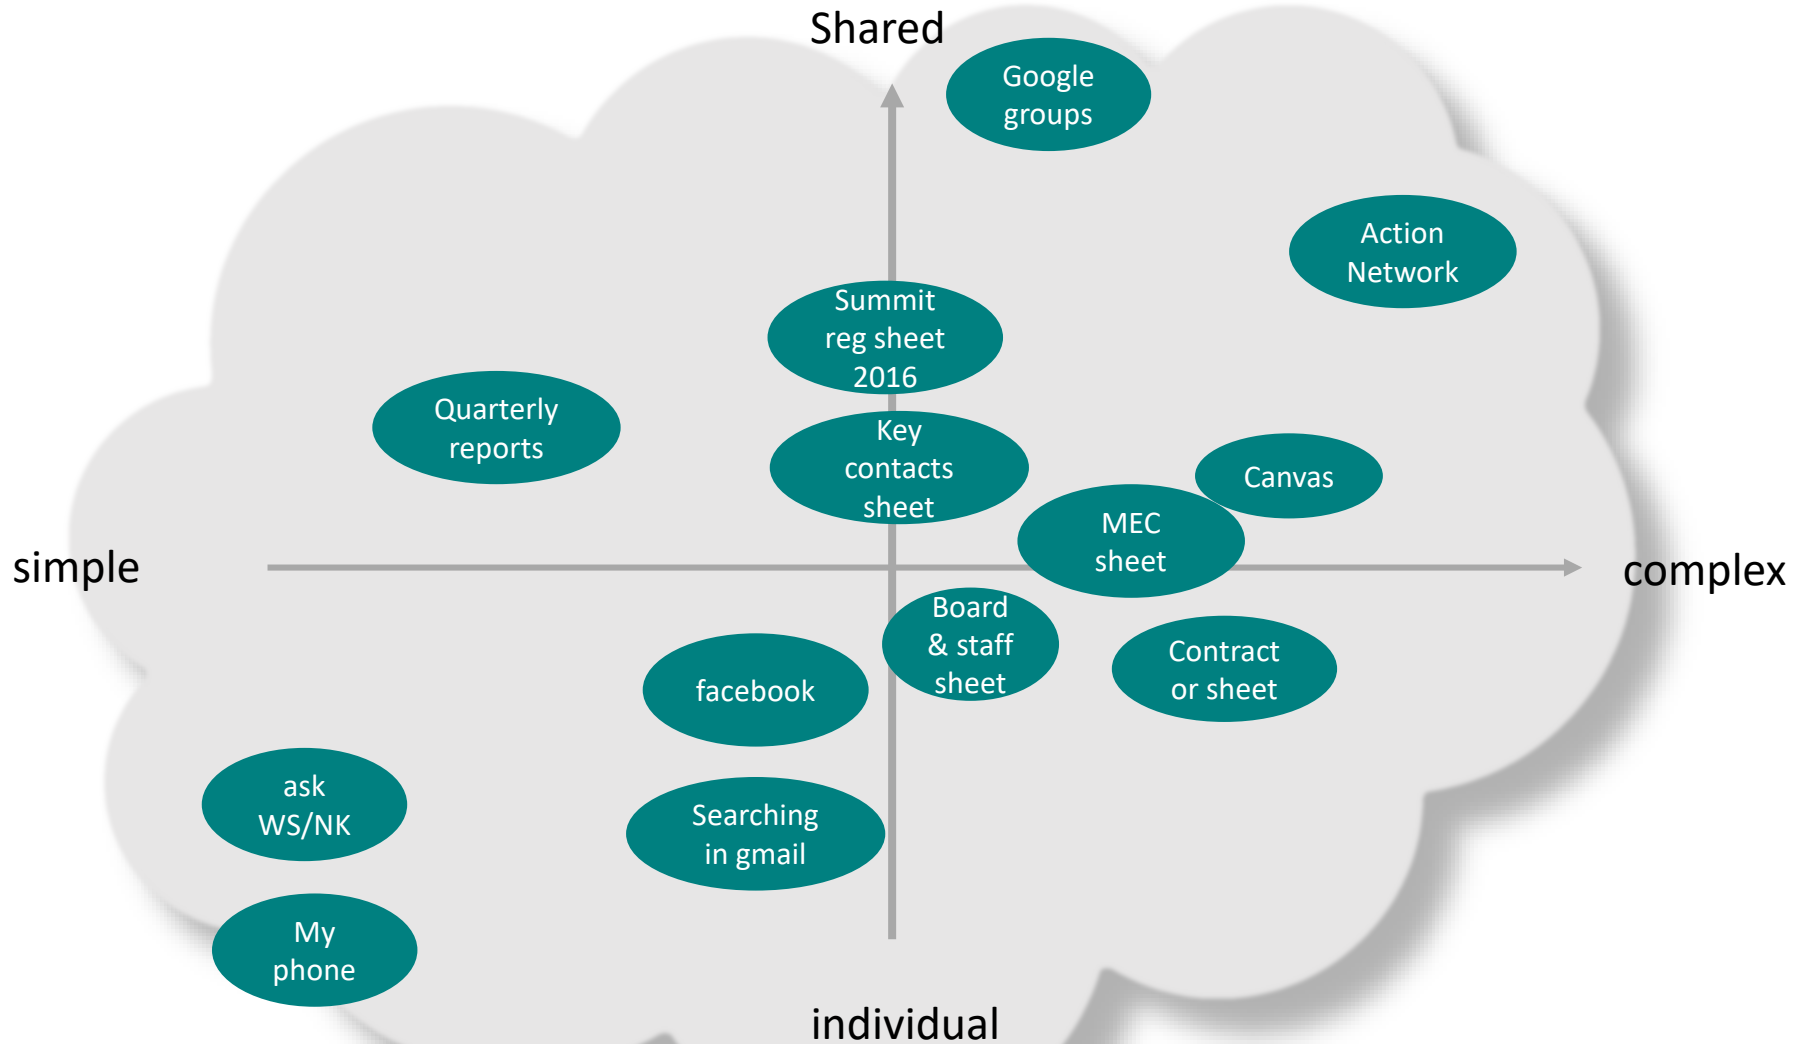 Shared
Google
groups
Action
Network
Summit
reg sheet
2016
Quarterly
reports
Key
contacts
sheet
Canvas
MEC
sheet
simple
complex
Board
& staff
sheet
Contract
or sheet
facebook
ask
WS/NK
Searching
in gmail
My
phone
individual